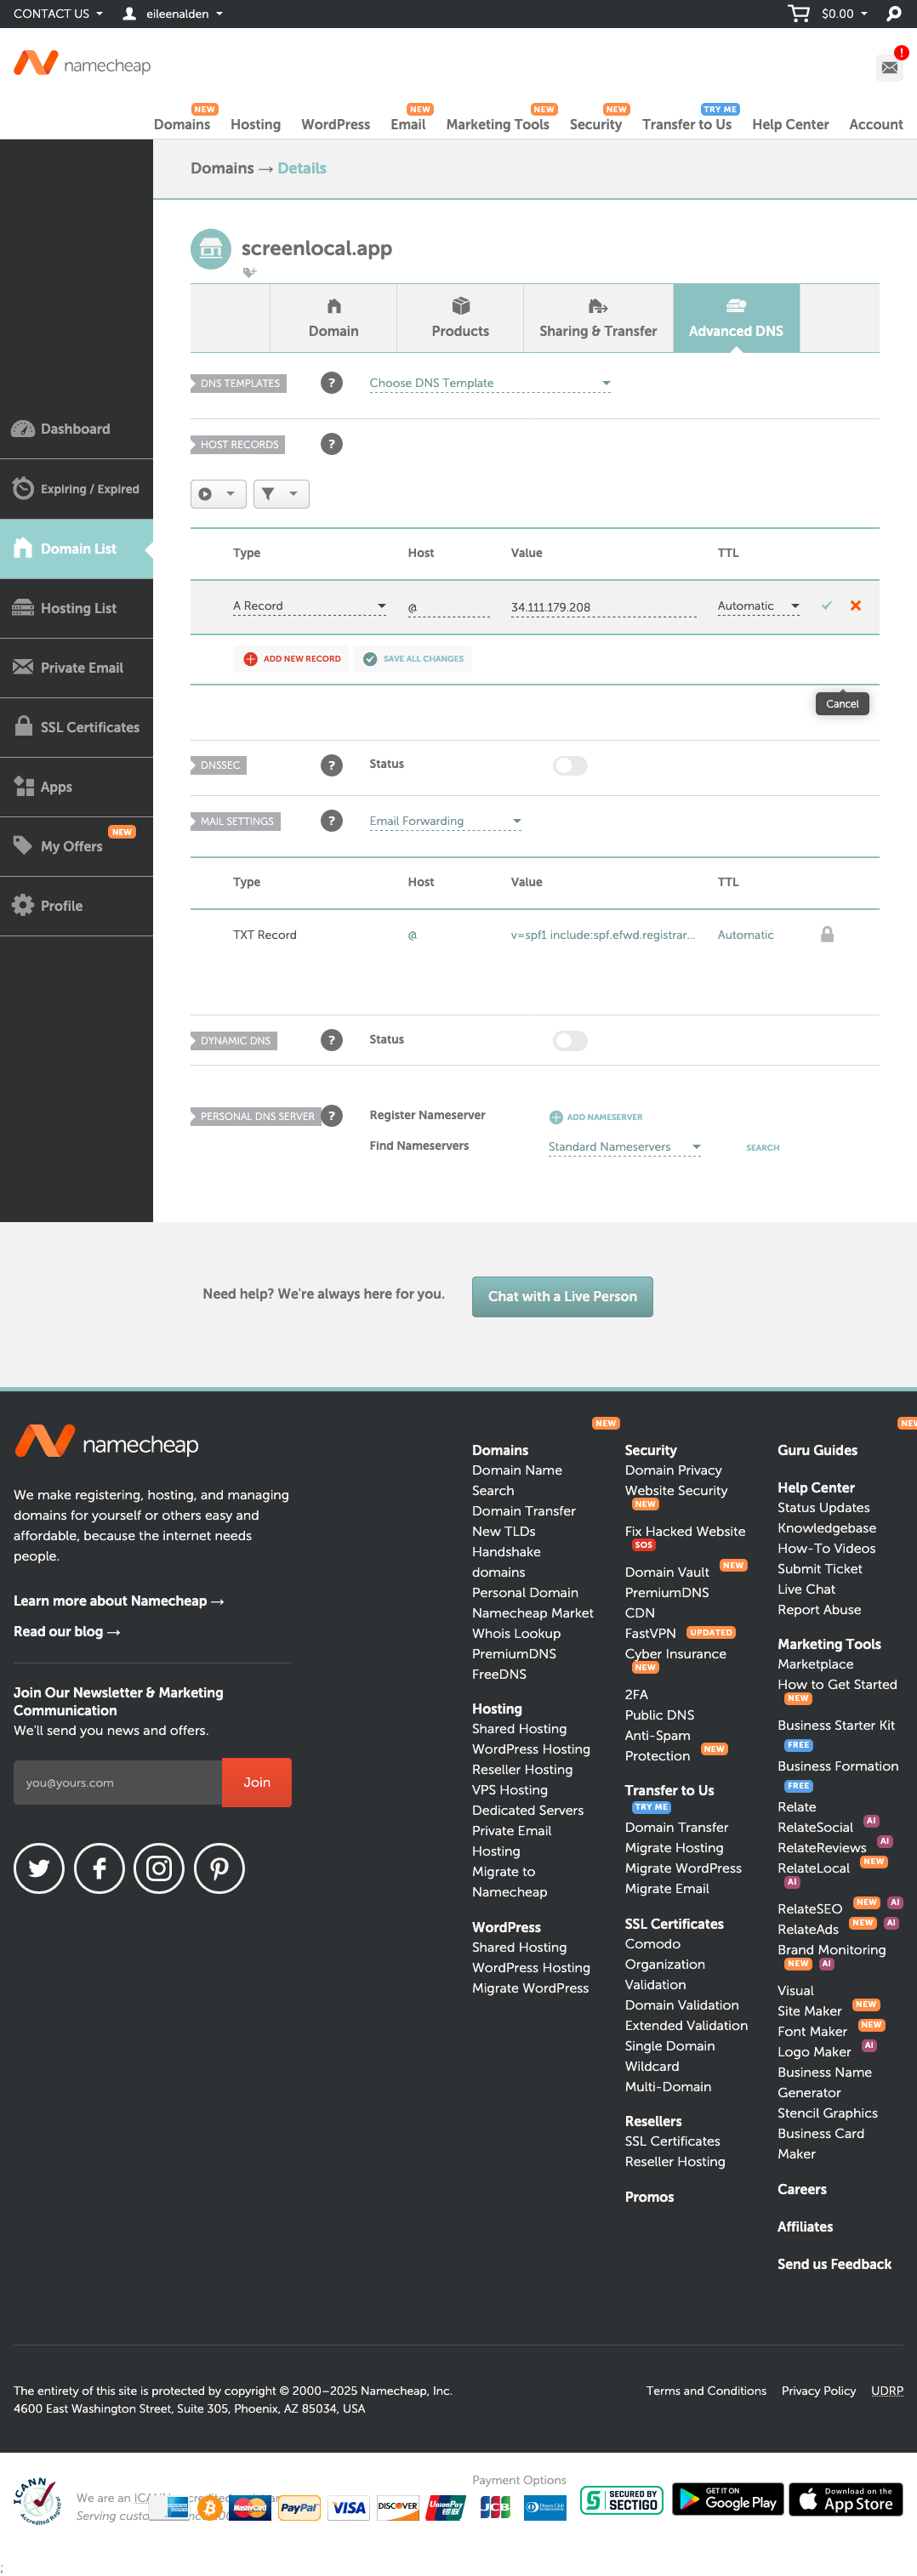 CONTACT US
eileenalden
$0.00
namecheap
!
NEW
NEW
NEW
NEW
TRY ME
Domains
Hosting
WordPress
Email
Marketing Tools
Security
Transfer to Us
Help Center
Account
Domains → Details
screenlocal.app
Domain
Products
Sharing & Transfer
Advanced DNS
DNS TEMPLATES
?
Choose DNS Template
HOST RECORDS
?
Dashboard
Expiring / Expired
Domain List
Hosting List
Private Email
SSL Certificates
Apps
NEW
My Offers
Profile
Type
Host
Value
TTL
A Record
@
34.111.179.208
Automatic
ADD NEW RECORD
SAVE ALL CHANGES
Cancel
DNSSEC
?
Status
MAIL SETTINGS
?
Email Forwarding
Type
Host
Value
TTL
TXT Record
@
v=spf1 include:spf.efwd.registrar...
Automatic
DYNAMIC DNS
?
Status
PERSONAL DNS SERVER
?
Register Nameserver
ADD NAMESERVER
Find Nameservers
Standard Nameservers
SEARCH
Need help? We're always here for you.
Chat with a Live Person
namecheap
We make registering, hosting, and managing
domains for yourself or others easy and
affordable, because the internet needs
people.
Learn more about Namecheap →
Read our blog →
Join Our Newsletter & Marketing
Communication
We'll send you news and offers.
you@yours.com
Join
NEW
Domains
Domain Name
Search
Domain Transfer
New TLDs
Handshake
domains
Personal Domain
Namecheap Market
Whois Lookup
PremiumDNS
FreeDNS
Hosting
Shared Hosting
WordPress Hosting
Reseller Hosting
VPS Hosting
Dedicated Servers
Private Email
Hosting
Migrate to
Namecheap
WordPress
Shared Hosting
WordPress Hosting
Migrate WordPress
Security
Domain Privacy
Website Security
NEW
Fix Hacked Website
SOS
Domain Vault NEW
PremiumDNS
CDN
FastVPN UPDATED
Cyber Insurance
NEW
2FA
Public DNS
Anti-Spam
Protection NEW
Transfer to Us
TRY ME
Domain Transfer
Migrate Hosting
Migrate WordPress
Migrate Email
SSL Certificates
Comodo
Organization
Validation
Domain Validation
Extended Validation
Single Domain
Wildcard
Multi-Domain
Resellers
SSL Certificates
Reseller Hosting
Promos
Guru Guides
Help Center
Status Updates
Knowledgebase
How-To Videos
Submit Ticket
Live Chat
Report Abuse
Marketing Tools
Marketplace
How to Get Started
NEW
Business Starter Kit
FREE
Business Formation
FREE
Relate
RelateSocial AI
RelateReviews AI
RelateLocal NEW
AI
RelateSEO NEW AI
RelateAds NEW AI
Brand Monitoring
NEW AI
Visual
Site Maker NEW
Font Maker NEW
Logo Maker AI
Business Name
Generator
Stencil Graphics
Business Card
Maker
Careers
Affiliates
Send us Feedback
The entirety of this site is protected by copyright © 2000–2025 Namecheap, Inc.
4600 East Washington Street, Suite 305, Phoenix, AZ 85034, USA
Terms and Conditions
Privacy Policy
UDRP
ICANN
Accredited
We are an
Serving
Payment Options
MasterCard
PayPal
VISA
DISCOVER
UnionPay
银联
JCB
Diners Club
SECURED BY
SECTIGO
GET IT ON
Google Play
Download on the
App Store
;